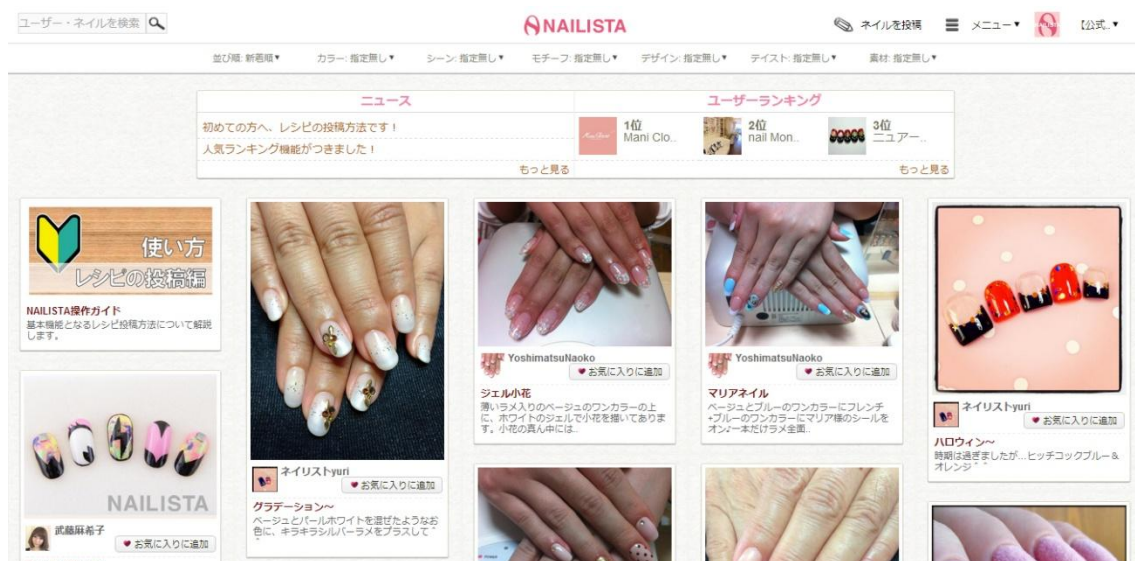 ユーザー・ネイルを検索
NAILISTA
ネイルを投稿
メニュー▼
【公式..▼
並び順: 新着順▼
カラー: 指定無し▼
シーン: 指定無し▼
モチーフ: 指定無し▼
デザイン: 指定無し▼
テイスト: 指定無し▼
素材: 指定無し▼
ニュース
初めての方へ、レシピの投稿方法です！
人気ランキング機能がつきました！
もっと見る
ユーザーランキング
1位
Mani Clo..
2位
nail Mon..
3位
ニュアー..
もっと見る
使い方
レシピの投稿編
NAILISTA操作ガイド
基本機能となるレシピ投稿方法について解説
します。
NAILISTA
武藤麻希子
お気に入りに追加
ネイリストyuri
お気に入りに追加
グラデーション～
ベージュとパールホワイトを混ぜたようなお
色に、キラキラシルバーラメをプラスして＾
＾
YoshimatsuNaoko
お気に入りに追加
ジェル小花
薄いラメ入りのベージュのワンカラーの上
に、ホワイトのジェルで小花を描いてありま
す。小花の真ん中には..
YoshimatsuNaoko
お気に入りに追加
マリアネイル
ベージュとブルーのワンカラーにフレンチ
+ブルーのワンカラーにマリア様のシールを
オン♪一本だけラメ全面..
ネイリストyuri
お気に入りに追加
ハロウィン～
時期は過ぎましたが…ヒッチコックブルー＆
オレンジ＾＾